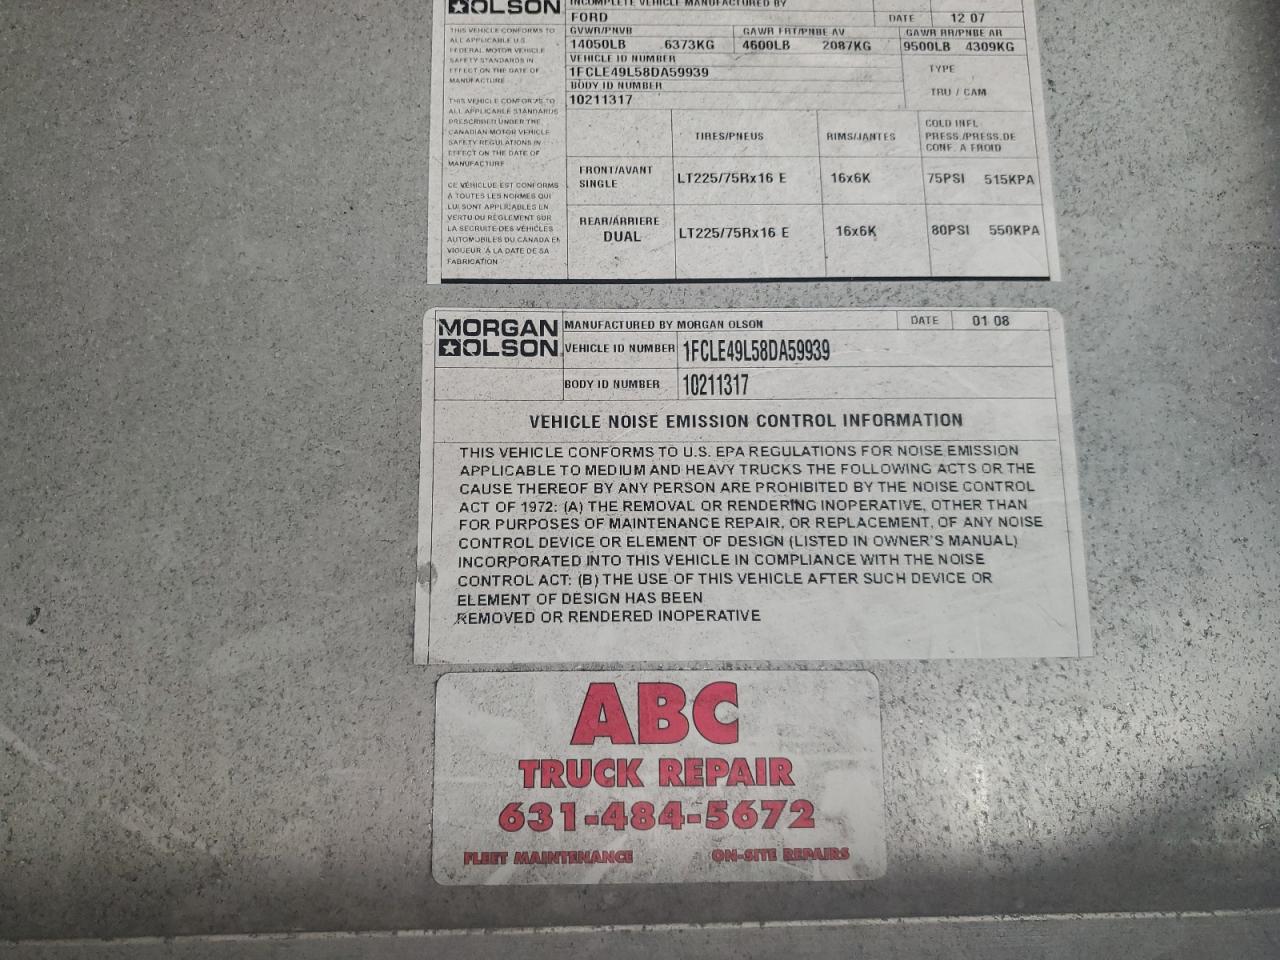 OLSON
INCOMPLETE VEHICLE MANUFACTURED BY
FORD DATE 12 07
GVWR/PNVB GAWR FRT/PNBE AV GAWR RR/PNBE AR
14050LB 6373KG 4600LB 2087KG 9500LB 4309KG
VEHICLE ID NUMBER TYPE
1FCLE49L58DA59939
BODY ID NUMBER TRU / CAM
10211317
THIS VEHICLE CONFORMS TO
ALL APPLICABLE U.S.
FEDERAL MOTOR VEHICLE
SAFETY STANDARDS IN
EFFECT ON THE DATE OF
MANUFACTURE
THIS VEHICLE CONFORMS TO
ALL APPLICABLE STANDARDS
PRESCRIBED UNDER THE
CANADIAN MOTOR VEHICLE
SAFETY REGULATIONS IN
EFFECT ON THE DATE OF
MANUFACTURE
CE VÉHICLUE EST CONFORMS
A TOUTES LES NORMES QUI
LUI SONT APPLICABLES EN
VERTU DU RÈGLEMENT SUR
LA SECRUITE DES VÉHICLES
AUTOMOBILES DU CANADA EN
VIGUEUR À LA DATE DE SA
FABRICATION
TIRES/PNEUS RIMS/JANTES COLD INFL
PRESS./PRESS.DE
CONF. A FROID
FRONT/AVANT
SINGLE LT225/75Rx16 E 16x6K 75PSI 515KPA
REAR/ARRIERE
DUAL LT225/75Rx16 E 16x6K 80PSI 550KPA
MORGAN
OLSON
MANUFACTURED BY MORGAN OLSON DATE 01 08
VEHICLE ID NUMBER 1FCLE49L58DA59939
BODY ID NUMBER 10211317
VEHICLE NOISE EMISSION CONTROL INFORMATION
THIS VEHICLE CONFORMS TO U.S. EPA REGULATIONS FOR NOISE EMISSION
APPLICABLE TO MEDIUM AND HEAVY TRUCKS THE FOLLOWING ACTS OR THE
CAUSE THEREOF BY ANY PERSON ARE PROHIBITED BY THE NOISE CONTROL
ACT OF 1972: (A) THE REMOVAL OR RENDERING INOPERATIVE, OTHER THAN
FOR PURPOSES OF MAINTENANCE REPAIR, OR REPLACEMENT, OF ANY NOISE
CONTROL DEVICE OR ELEMENT OF DESIGN (LISTED IN OWNER'S MANUAL)
INCORPORATED INTO THIS VEHICLE IN COMPLIANCE WITH THE NOISE
CONTROL ACT: (B) THE USE OF THIS VEHICLE AFTER SUCH DEVICE OR
ELEMENT OF DESIGN HAS BEEN
REMOVED OR RENDERED INOPERATIVE
ABC
TRUCK REPAIR
631-484-5672
FLEET MAINTENANCE ON-SITE REPAIRS